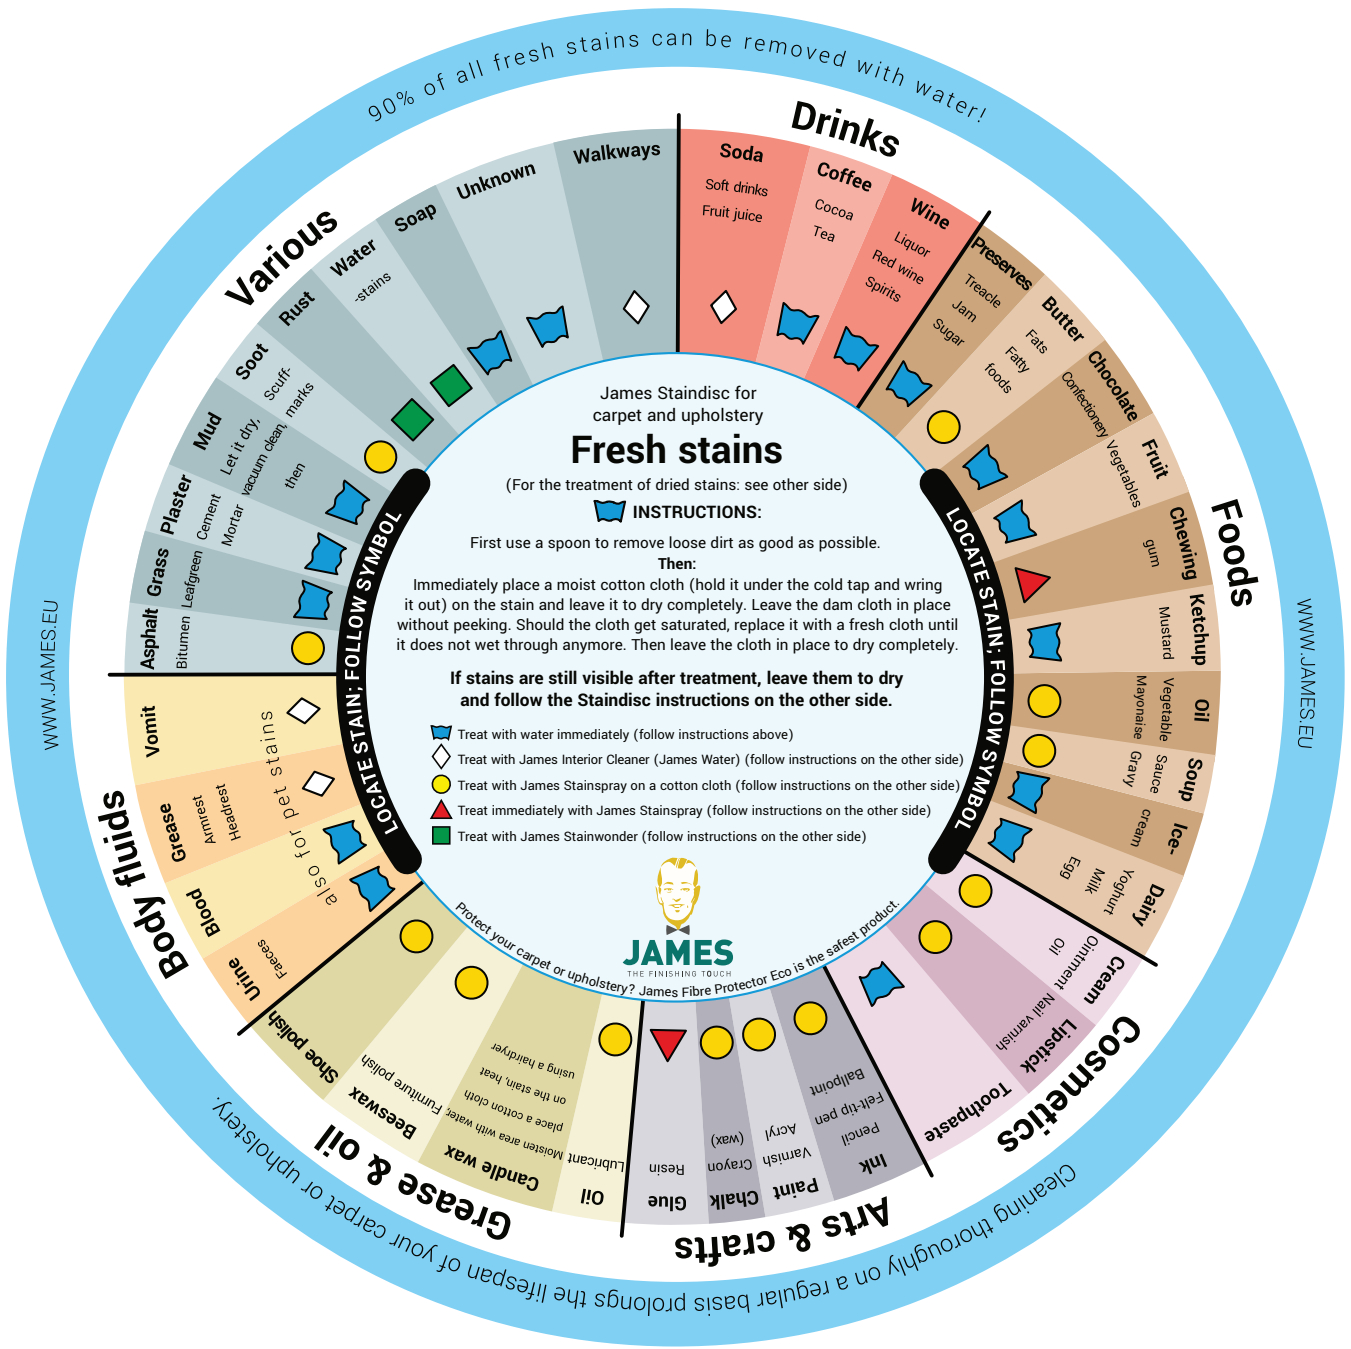 90% of all fresh stains can be removed with water!
WWW.JAMES.EU
WWW.JAMES.EU
Cleaning thoroughly on a regular basis prolongs the lifespan of your carpet or upholstery.
Drinks
Soda
Soft drinks
Fruit juice
Coffee
Cocoa
Tea
Wine
Liquor
Red wine
Spirits
Foods
Preserves
Treacle
Jam
Sugar
Butter
Fats
Fatty
foods
Chocolate
Confectionery
Fruit
Vegetables
Chewing
gum
Ketchup
Mustard
Oil
Vegetable
Mayonaise
Soup
Sauce
Gravy
Ice-
cream
Dairy
Yoghurt
Milk
Egg
Cosmetics
Cream
Ointment
Oil
Lipstick
Nail varnish
Toothpaste
Arts & crafts
Ink
Pencil
Felt-tip pen
Ballpoint
Paint
Varnish
Acryl
Chalk
Crayon
(wax)
Glue
Resin
Grease & oil
Oil
Lubricant
Candle wax
Moisten area with water,
place a cotton cloth
on the stain, heat
using a hairdryer
Beeswax
Furniture polish
Shoe polish
Body fluids
Urine
Faeces
Blood
Grease
Armrest
Headrest
Vomit
also for pet stains
Various
Asphalt
Bitumen
Grass
Leafgreen
Plaster
Cement
Mortar
Mud
Let it dry,
vacuum clean,
then
Soot
Scuff-
marks
Rust
Water
-stains
Soap
Unknown
Walkways
LOCATE STAIN; FOLLOW SYMBOL
LOCATE STAIN; FOLLOW SYMBOL
James Staindisc for
carpet and upholstery
Fresh stains
(For the treatment of dried stains: see other side)
INSTRUCTIONS:
First use a spoon to remove loose dirt as good as possible.
Then:
Immediately place a moist cotton cloth (hold it under the cold tap and wring
it out) on the stain and leave it to dry completely. Leave the dam cloth in place
without peeking. Should the cloth get saturated, replace it with a fresh cloth until
it does not wet through anymore. Then leave the cloth in place to dry completely.
If stains are still visible after treatment, leave them to dry
and follow the Staindisc instructions on the other side.
Treat with water immediately (follow instructions above)
Treat with James Interior Cleaner (James Water) (follow instructions on the other side)
Treat with James Stainspray on a cotton cloth (follow instructions on the other side)
Treat immediately with James Stainspray (follow instructions on the other side)
Treat with James Stainwonder (follow instructions on the other side)
JAMES
THE FINISHING TOUCH
Protect your carpet or upholstery? James Fibre Protector Eco is the safest product.